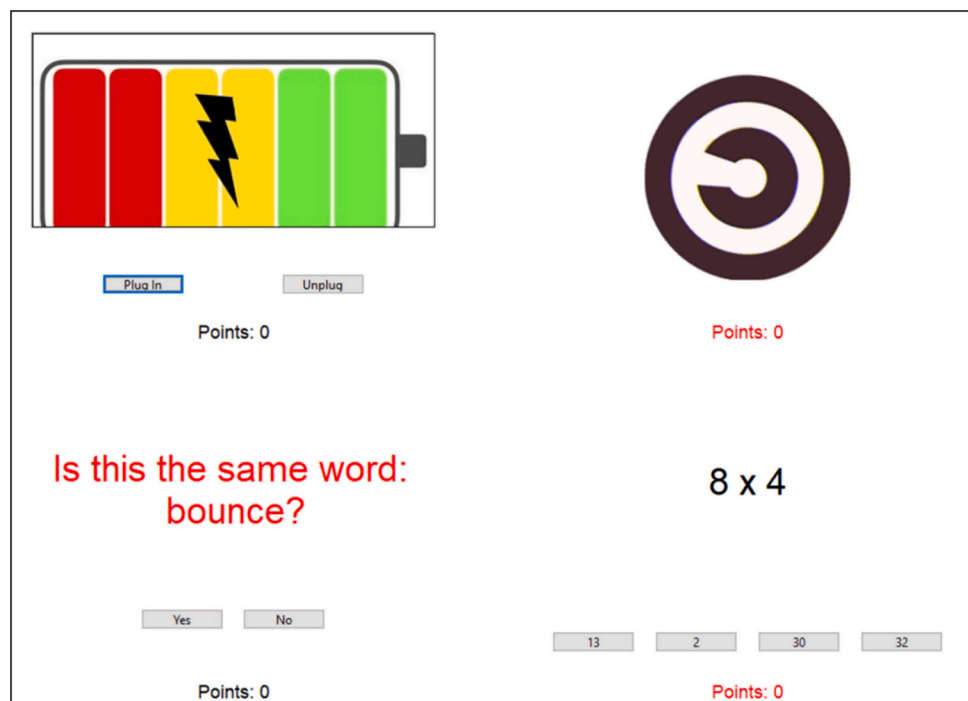 Plug In
Unplug
Points: 0
Points: 0
Is this the same word:
bounce?
8 x 4
Yes
No
13
2
30
32
Points: 0
Points: 0